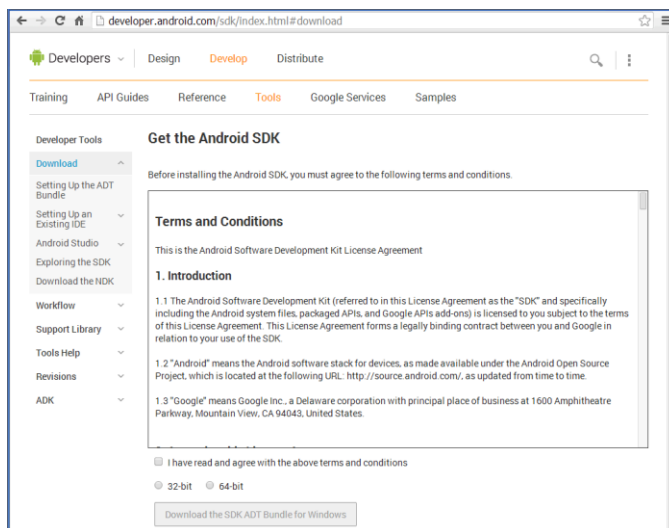 developer.android.com/sdk/index.html#download
Developers Design Develop Distribute
Training API Guides Reference Tools Google Services Samples
Developer Tools
Download
Setting Up the ADT
Bundle
Setting Up an
Existing IDE
Android Studio
Exploring the SDK
Download the NDK
Workflow
Support Library
Tools Help
Revisions
ADK
Get the Android SDK
Before installing the Android SDK, you must agree to the following terms and conditions.
Terms and Conditions
This is the Android Software Development Kit License Agreement
1. Introduction
1.1 The Android Software Development Kit (referred to in this License Agreement as the "SDK" and specifically
including the Android system files, packaged APIs, and Google APIs add-ons) is licensed to you subject to the terms
of this License Agreement. This License Agreement forms a legally binding contract between you and Google in
relation to your use of the SDK.
1.2 "Android" means the Android software stack for devices, as made available under the Android Open Source
Project, which is located at the following URL: http://source.android.com/, as updated from time to time.
1.3 "Google" means Google Inc., a Delaware corporation with principal place of business at 1600 Amphitheatre
Parkway, Mountain View, CA 94043, United States.
I have read and agree with the above terms and conditions
32-bit 64-bit
Download the SDK ADT Bundle for Windows